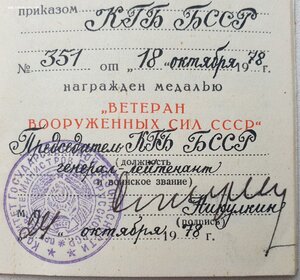 приказом КГБ БССР
№ 351 от „18 октября 1978 г.
награжден медалью
"ВЕТЕРАН
ВООРУЖЕННЫХ СИЛ СССР"
Председатель КГБ БССР
(должность
генерал лейтенант
и воинское звание)
Никулкин
М. (подпись)
„24 октября 1978 г.